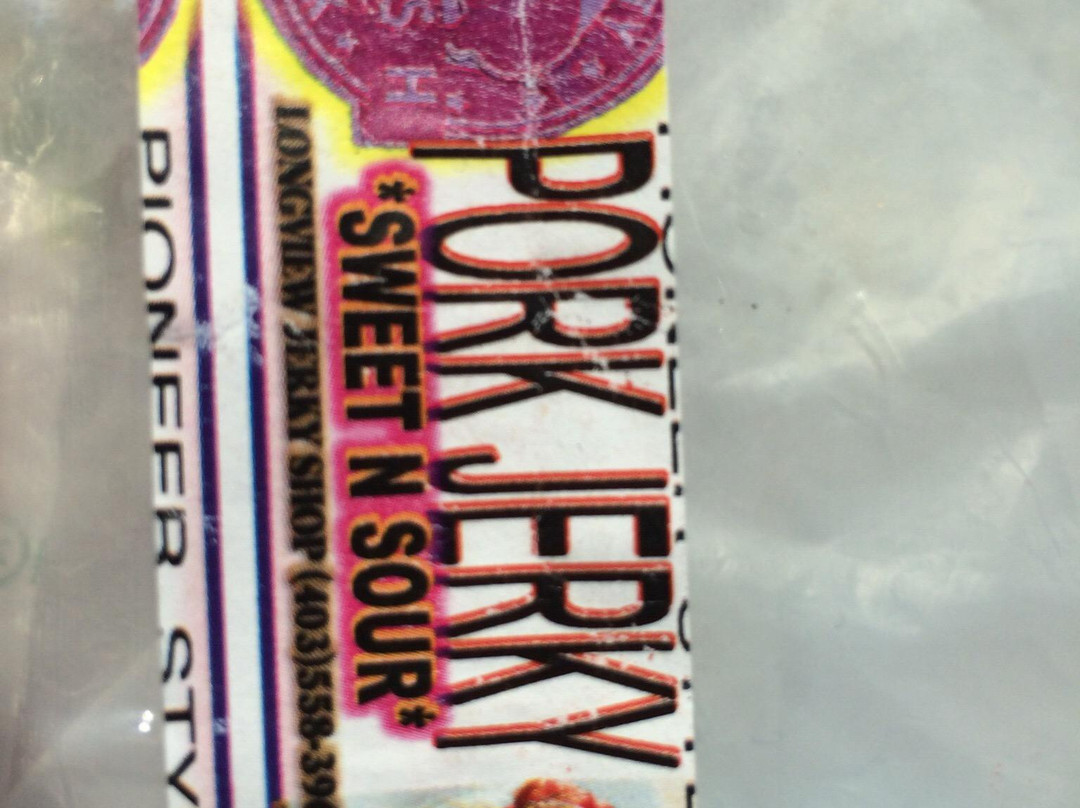 PORK JERKY
*SWEET N SOUR*
LONGVIEW JERKY SHOP (403)558-39
PIONEER STY